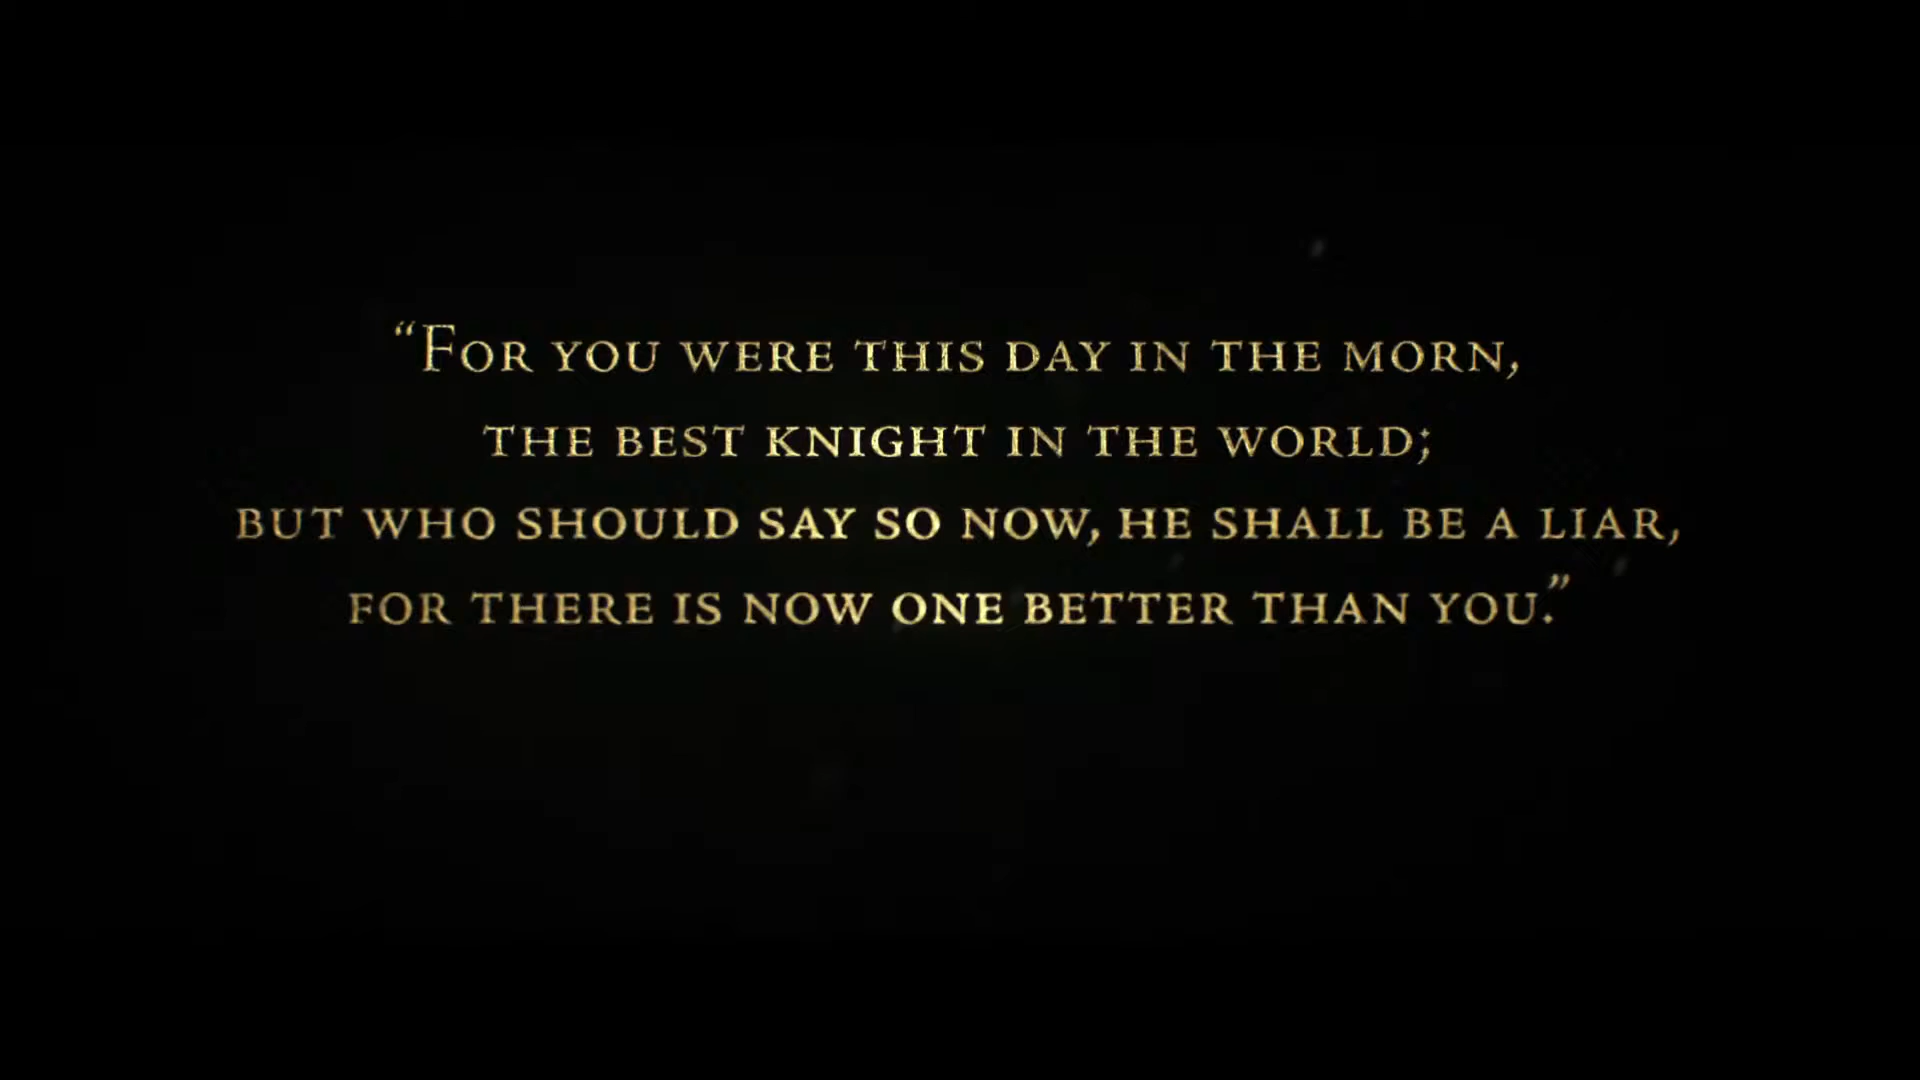 “For you were this day in the morn,
the best knight in the world;
but who should say so now, he shall be a liar,
for there is now one better than you.”